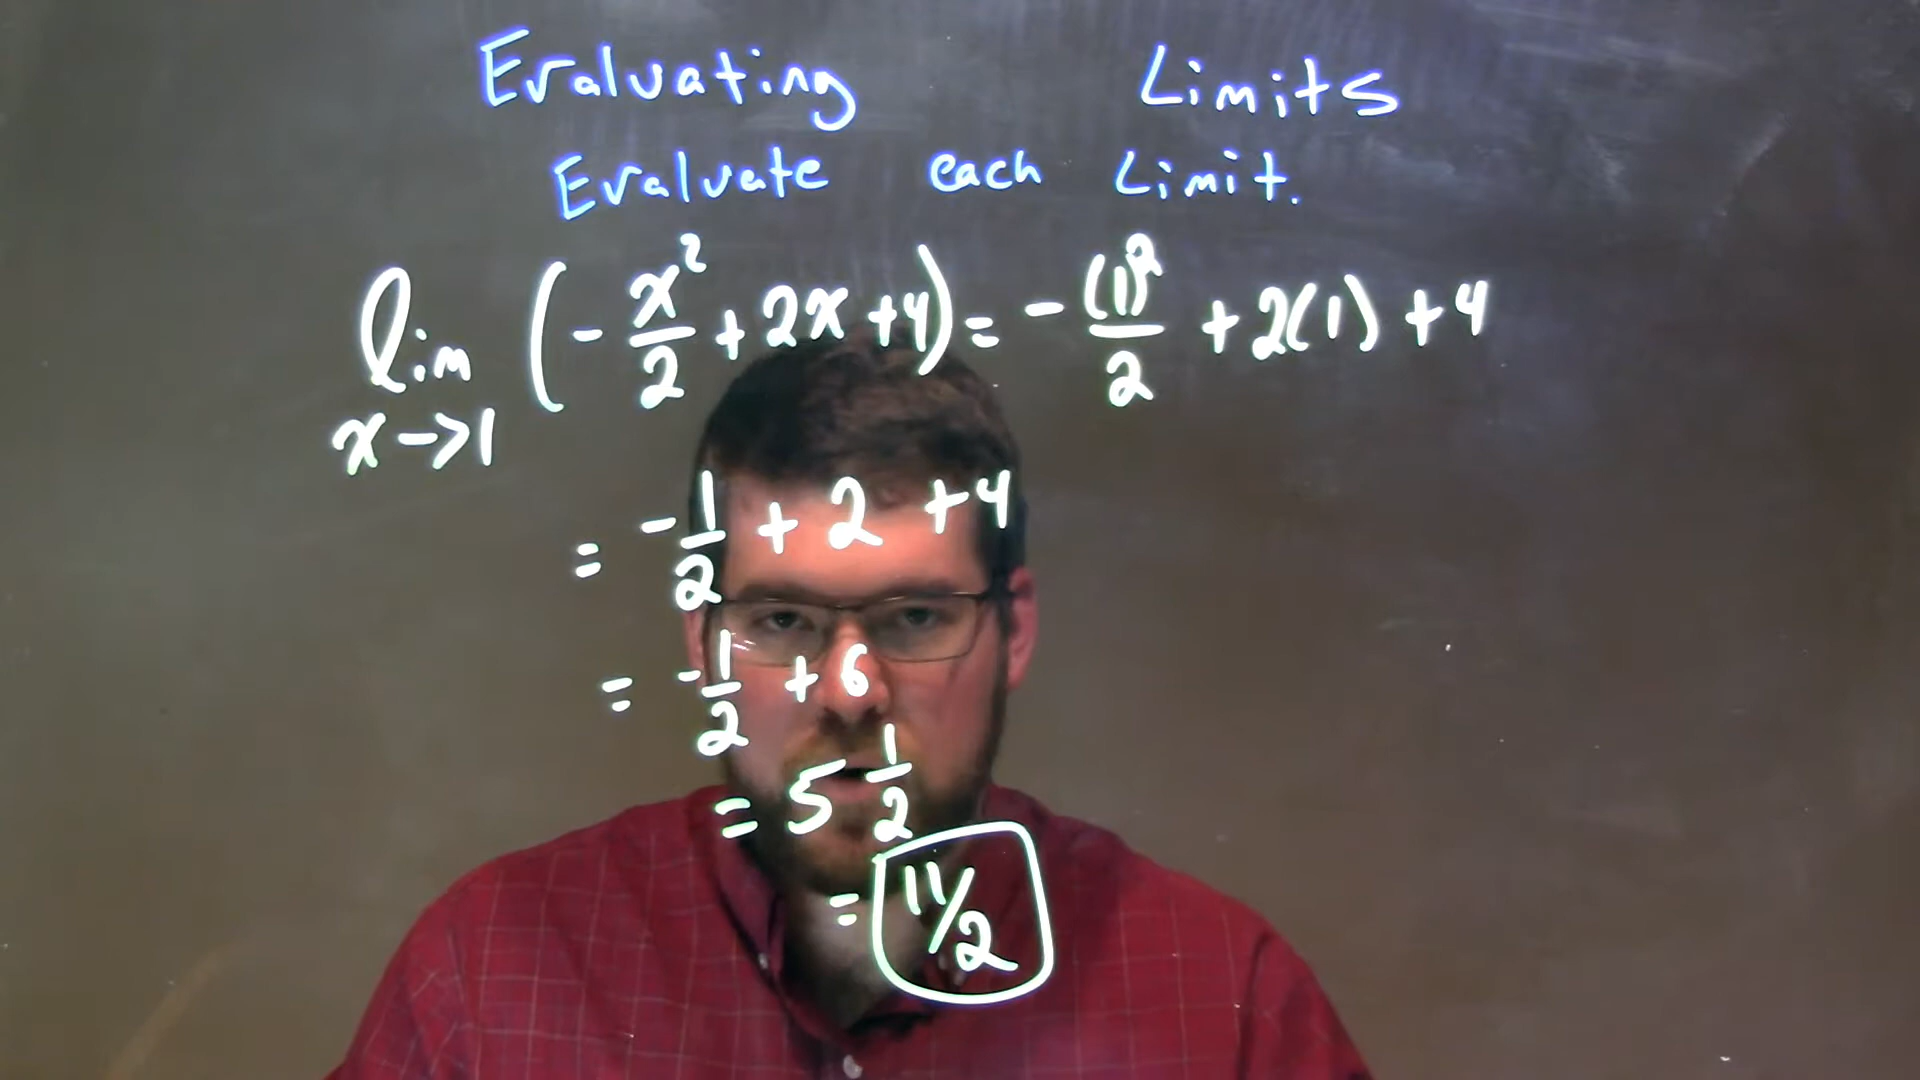 Evaluating Limits
Evaluate each Limit.
lim x→1 (-x²/2 + 2x + 4) = -(1)²/2 + 2(1) + 4
= -1/2 + 2 + 4
= -1/2 + 6
= 5 1/2
= 11/2